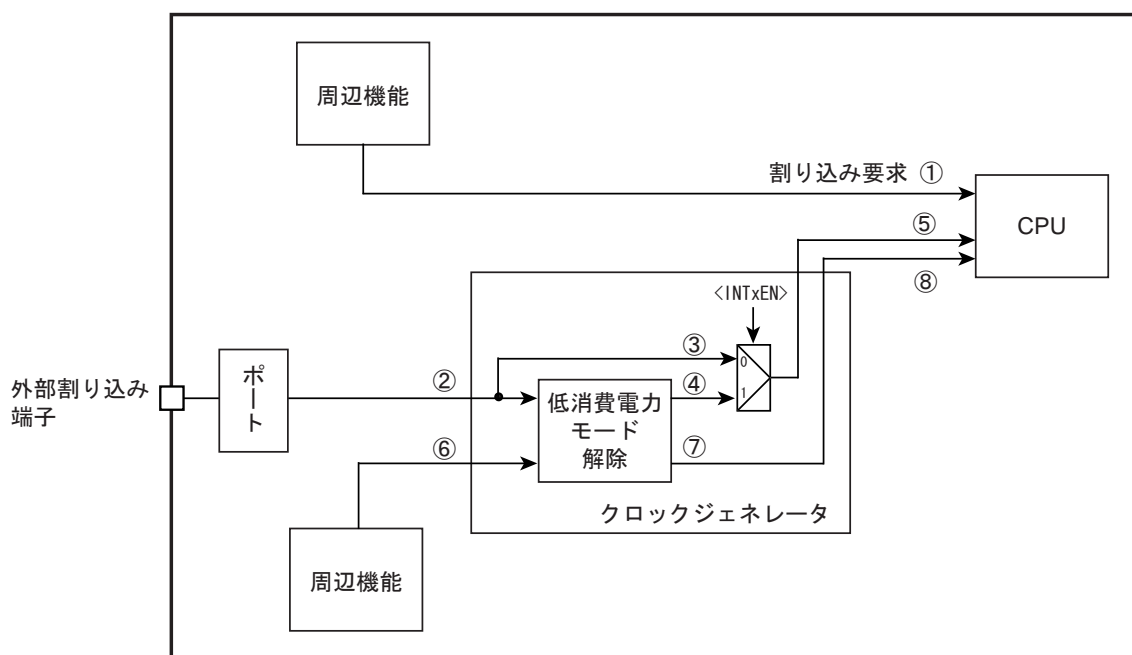 周辺機能
割り込み要求 ①
CPU
⑤
⑧
<INTxEN>
③
0
外部割り込み
端子
ポート
②
④
1
低消費電力
モード
解除
⑥
⑦
クロックジェネレータ
周辺機能